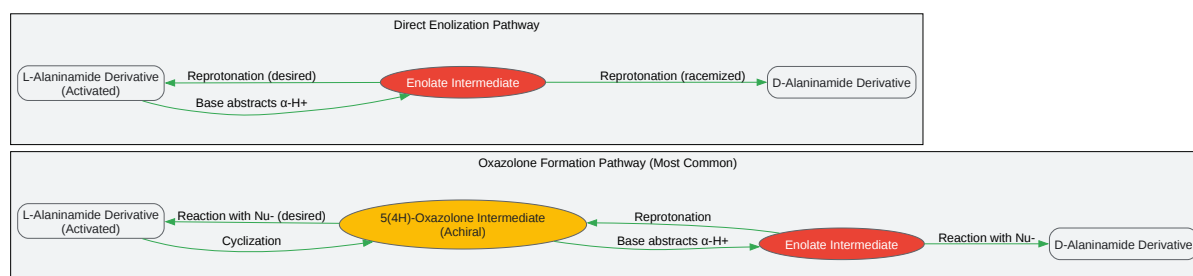 Direct Enolization Pathway
L-Alaninamide Derivative
(Activated)
Reprotonation (desired)
Base abstracts α-H+
Enolate Intermediate
Reprotonation (racemized)
D-Alaninamide Derivative
Oxazolone Formation Pathway (Most Common)
L-Alaninamide Derivative
(Activated)
Reaction with Nu- (desired)
Cyclization
5(4H)-Oxazolone Intermediate
(Achiral)
Reprotonation
Base abstracts α-H+
Enolate Intermediate
Reaction with Nu-
D-Alaninamide Derivative